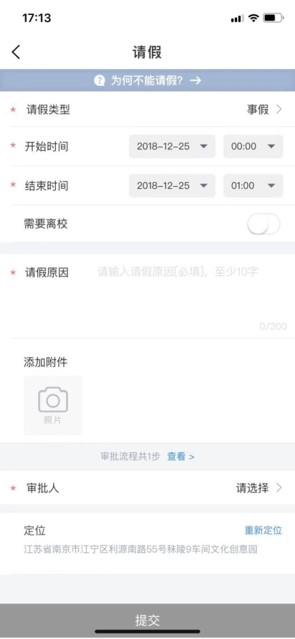 17:13
请假
为何不能请假? →
* 请假类型 事假 >
* 开始时间 2018-12-25 00:00
* 结束时间 2018-12-25 01:00
需要离校
* 请假原因 请输入请假原因[必填]，至少10字
0/300
添加附件
照片
审批流程共1步 查看 >
* 审批人 请选择 >
定位 重新定位
江苏省南京市江宁区利源南路55号秣陵9车间文化创意园
提交